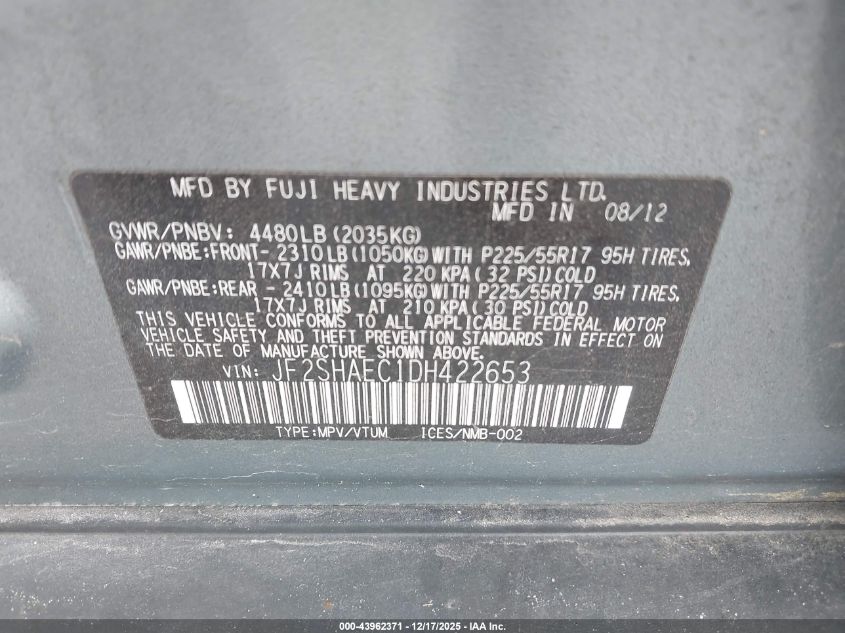 MFD BY FUJI HEAVY INDUSTRIES LTD.
MFD IN 08/12
GVWR/PNBV: 4480LB (2035KG)
GAWR/PNBE:FRONT- 2310LB(1050KG)WITH P225/55R17 95H TIRES,
17X7J RIMS AT 220 KPA( 32 PSI)COLD
GAWR/PNBE:REAR - 2410LB(1095KG)WITH P225/55R17 95H TIRES,
17X7J RIMS AT 210 KPA(30 PSI)COLD
THIS VEHICLE CONFORMS TO ALL APPLICABLE FEDERAL MOTOR
VEHICLE SAFETY AND THEFT PREVENTION STANDARDS IN EFFECT ON
THE DATE OF MANUFACTURE SHOWN ABOVE.
VIN: JF2SHAEC1DH422653
TYPE:MPV/VTUM ICES/NMB-002
000-43962371 - 12/17/2025 - IAA Inc.